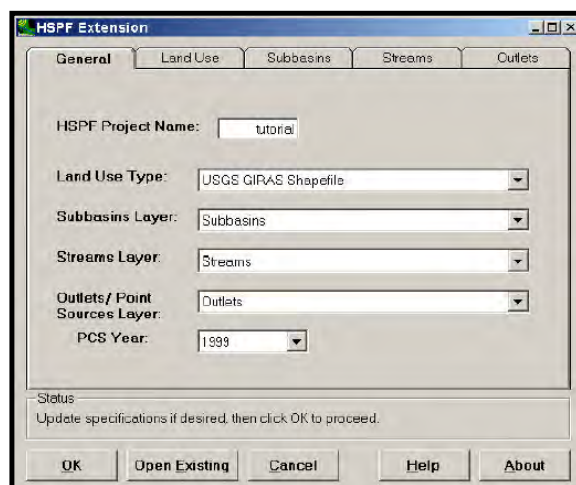 HSPF Extension
General
Land Use
Subbasins
Streams
Outlets
HSPF Project Name: tutorial
Land Use Type: USGS GIRAS Shapefile
Subbasins Layer: Subbasins
Streams Layer: Streams
Outlets/ Point
Sources Layer: Outlets
PCS Year: 1999
Status
Update specifications if desired, then click OK to proceed.
OK
Open Existing
Cancel
Help
About